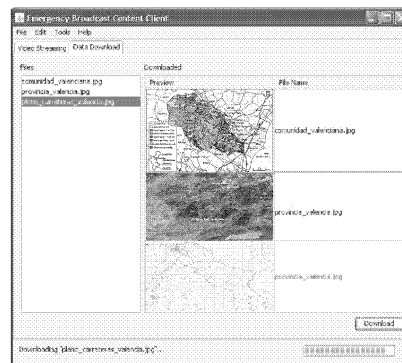 Emergency Broadcast Content Client
File Edit Tools Help
Video Streaming Data Download
Files
Downloaded
comunidad_valenciana.jpg
provincia_valencia.jpg
plano_carreteras_valencia.jpg
Preview
File Name
comunidad_valenciana.jpg
provincia_valencia.jpg
provincia_valencia.jpg
Download
Downloading "plano_carreteras_valencia.jpg"...